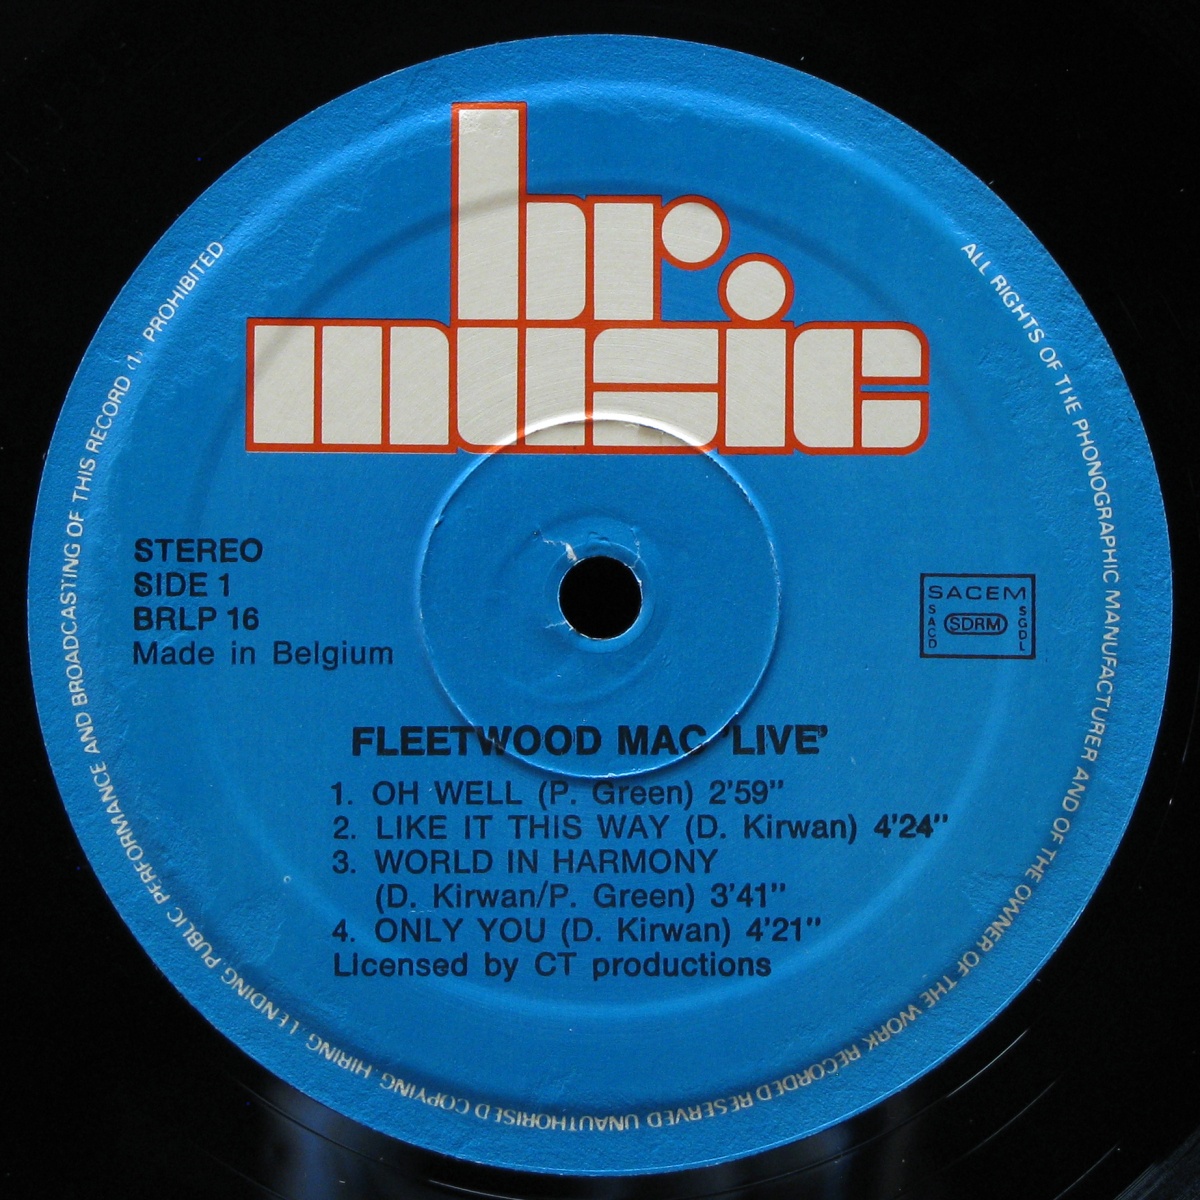 br.
music
STEREO
SIDE 1
BRLP 16
Made in Belgium
SACEM
SACD
SDRM
SGDL
FLEETWOOD MAC 'LIVE'
1. OH WELL (P. Green) 2'59"
2. LIKE IT THIS WAY (D. Kirwan) 4'24"
3. WORLD IN HARMONY
(D. Kirwan/P. Green) 3'41"
4. ONLY YOU (D. Kirwan) 4'21"
Licensed by CT productions
ALL RIGHTS OF THE PHONOGRAPHIC MANUFACTURER AND OF THE OWNER OF THE WORK RECORDED RESERVED UNAUTHORISED COPYING, HIRING, LENDING PUBLIC PERFORMANCE AND BROADCASTING OF THIS RECORD (1) PROHIBITED